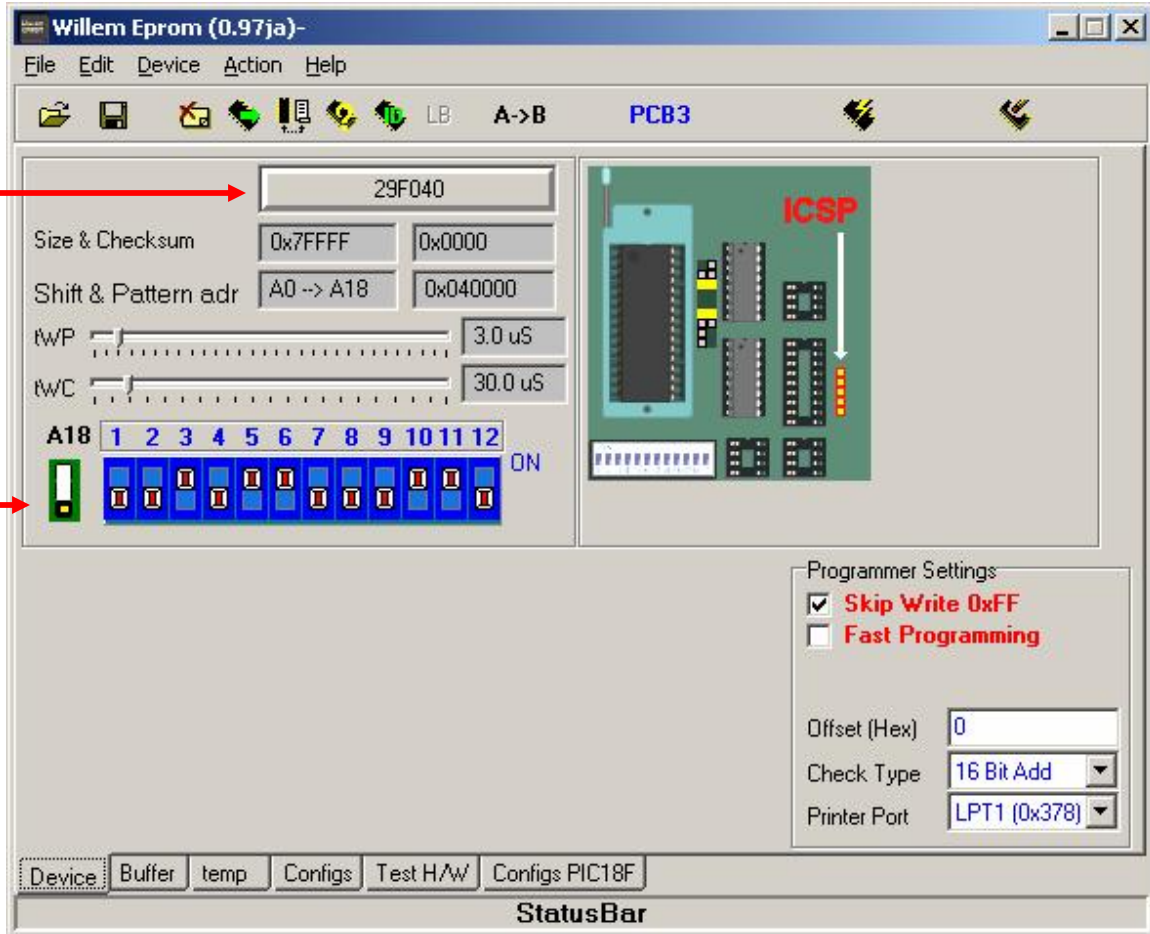 Willem Eprom (0.97ja)-
File Edit Device Action Help
LB A->B PCB3
29F040
Size & Checksum 0x7FFFF 0x0000
Shift & Pattern adr A0 --> A18 0x040000
tWP 3.0 uS
tWC 30.0 uS
A18 1 2 3 4 5 6 7 8 9 10 11 12
ON
ICSP
Programmer Settings
Skip Write 0xFF
Fast Programming
Offset (Hex) 0
Check Type 16 Bit Add
Printer Port LPT1 (0x378)
Device Buffer temp Configs Test H/W Configs PIC18F
StatusBar